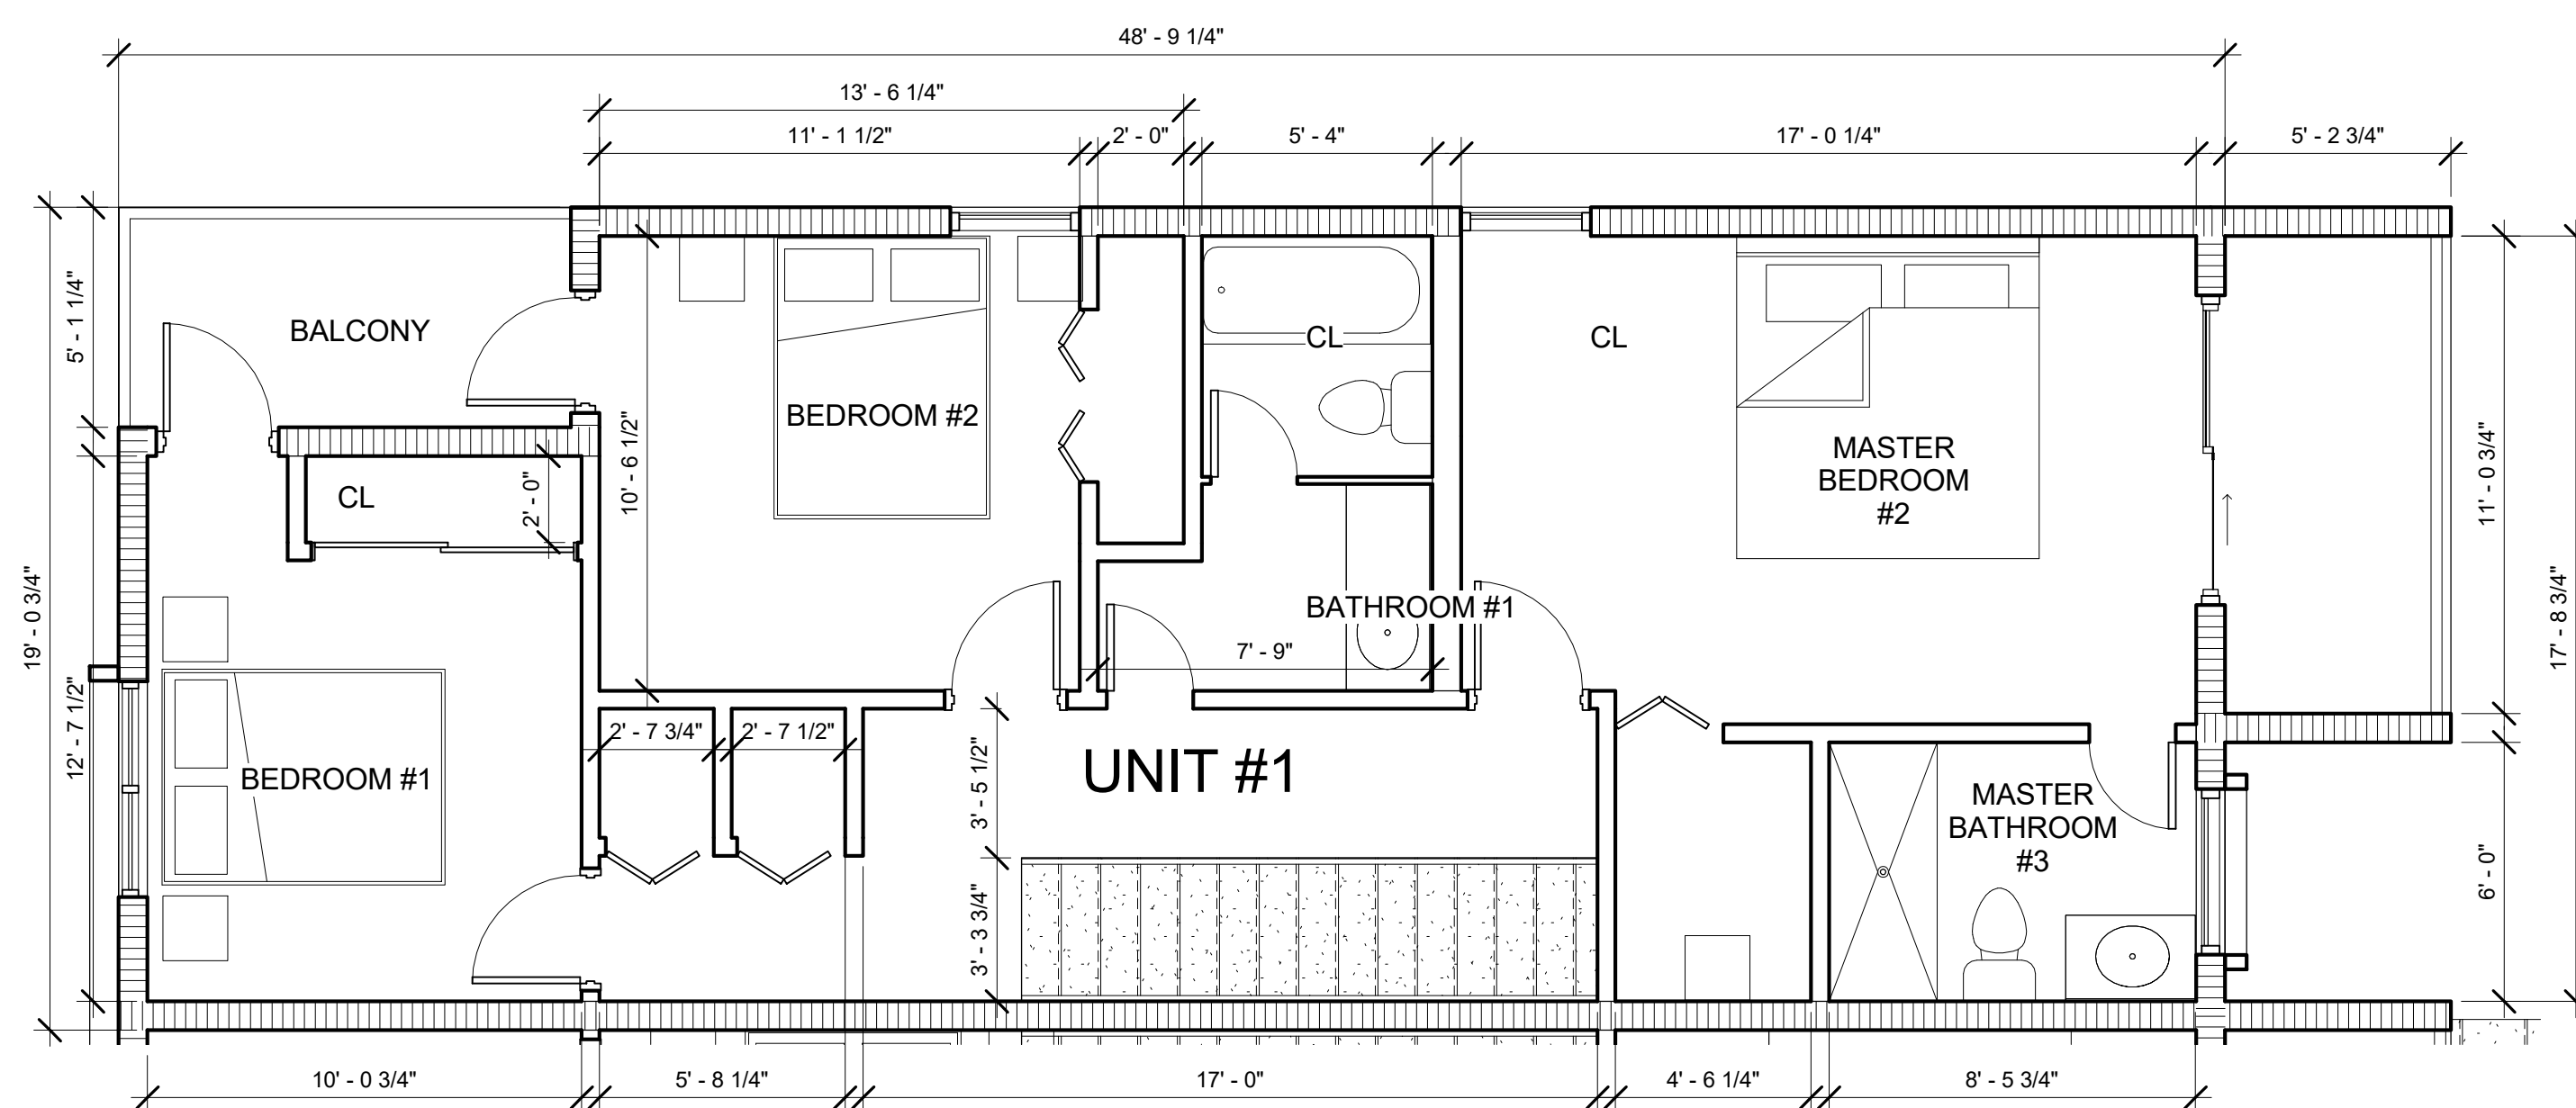 48' - 9 1/4"
13' - 6 1/4"
11' - 1 1/2"
2' - 0"
5' - 4"
17' - 0 1/4"
5' - 2 3/4"
5' - 1 1/4"
BALCONY
CL
CL
BEDROOM #2
10' - 6 1/2"
MASTER
BEDROOM
#2
11' - 0 3/4"
CL
2' - 0"
19' - 0 3/4"
BATHROOM #1
17' - 8 3/4"
7' - 9"
12' - 7 1/2"
2' - 7 3/4"
2' - 7 1/2"
BEDROOM #1
3' - 5 1/2"
UNIT #1
MASTER
BATHROOM
#3
6' - 0"
3' - 3 3/4"
10' - 0 3/4"
5' - 8 1/4"
17' - 0"
4' - 6 1/4"
8' - 5 3/4"